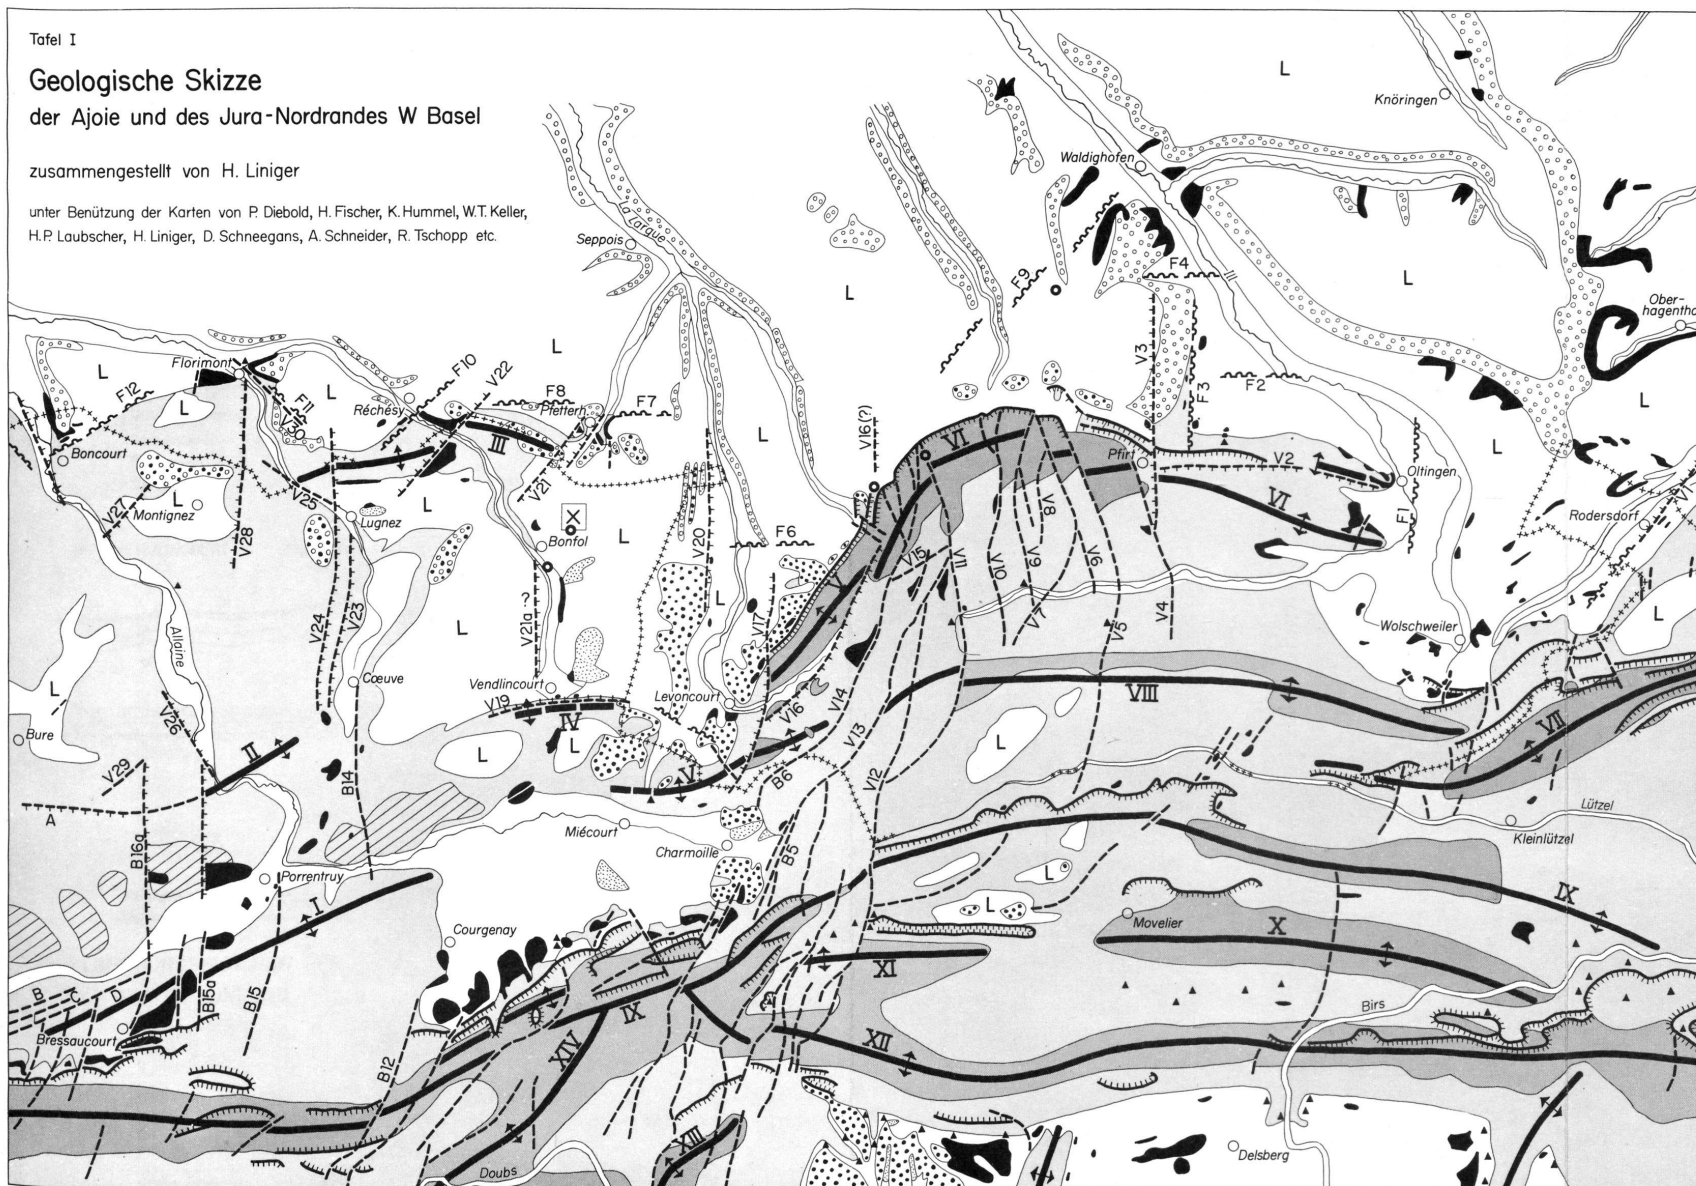 Tafel I
Geologische Skizze
der Ajoie und des Jura-Nordrandes W Basel
zusammengestellt von H. Liniger
unter Benützung der Karten von P. Diebold, H. Fischer, K. Hummel, W.T. Keller,
H.P. Laubscher, H. Liniger, D. Schneegans, A. Schneider, R. Tschopp etc.
L
Knöringen
Waldighofen
La Largue
Seppois
F9
F4
L
L
L
Ober-
hagentha
V3
F3
F2
Florimont
L
F12
L
F11
V30
L
Réchésy
F10
V22
F8
Pfetterh.
F7
L
L
V16(?)
VI
Pfirt
V2
VI
Oltingen
F1
L
L
Boncourt
V27
L
Montignez
V28
V25
Lugnez
III
V21
X
Bonfol
L
L
V20
F6
V15
V11
V10
V9
V8
V6
V7
V5
V4
Rodersdorf
V1
Wolschweiler
L
Allaine
V24
V23
L
V21a
?
L
V17
V
Cœuve
Vendlincourt
V19
IV
Levoncourt
V16
V14
VIII
VII
L
Bure
V26
II
V29
A
B14
L
L
V
B6
V13
V12
L
Lützel
Kleinlützel
B16a
Miécourt
Charmoille
B5
Porrentruy
I
L
L
Movelier
IX
X
Courgenay
XI
B
C
D
B15a
B15
Bressaucourt
B12
IX
XIV
XII
Birs
XIII
Doubs
Delsberg